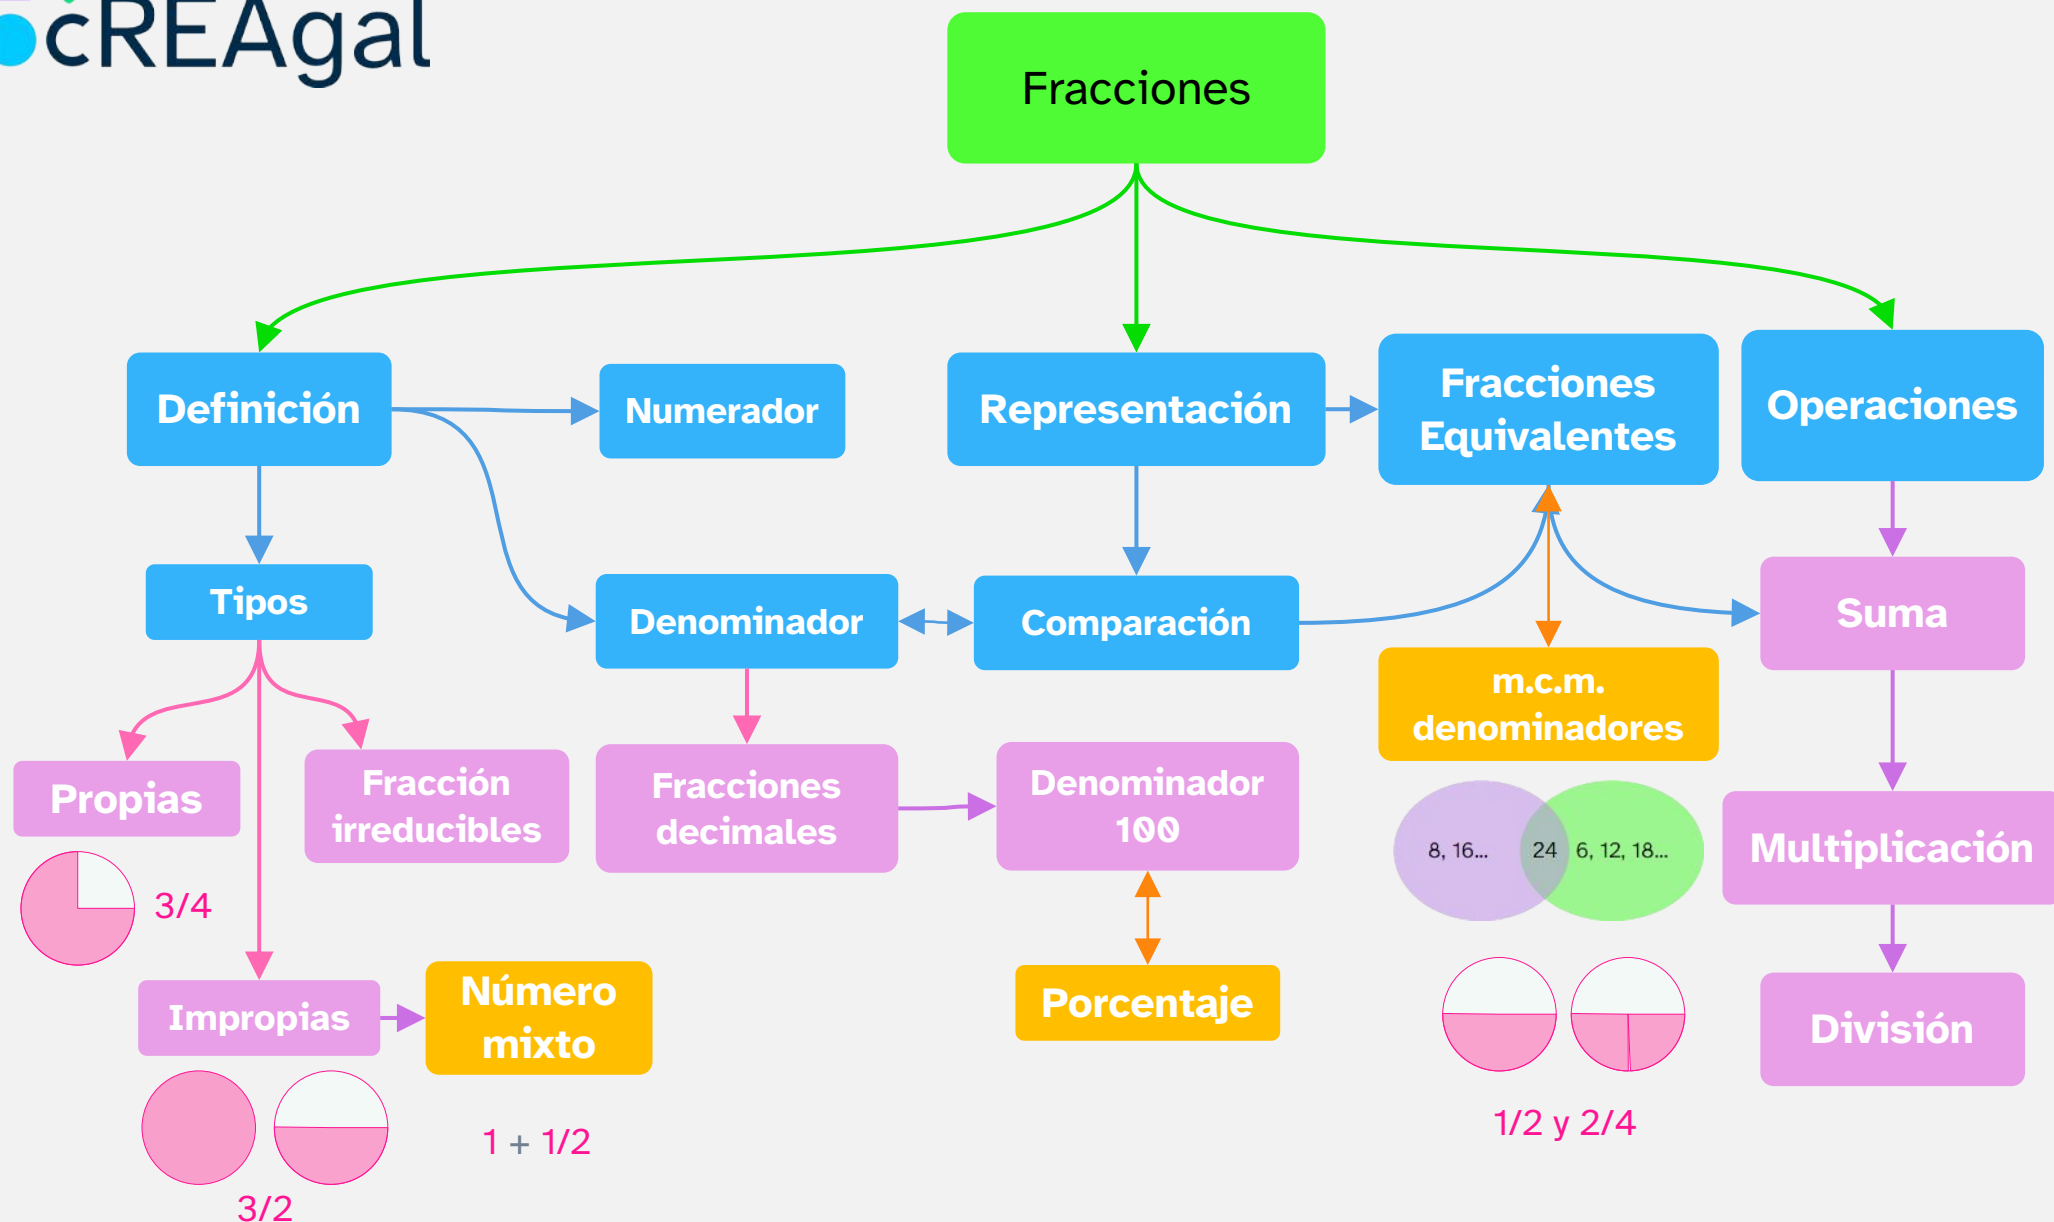 cREAgal
Fracciones
Definición
Numerador
Representación
Fracciones
Equivalentes
Operaciones
Tipos
Denominador
Comparación
Suma
m.c.m.
denominadores
Propias
Fracción
irreducibles
Fracciones
decimales
Denominador
100
8, 16...
24
6, 12, 18...
Multiplicación
3/4
Impropias
Número
mixto
Porcentaje
División
1 + 1/2
1/2 y 2/4
3/2